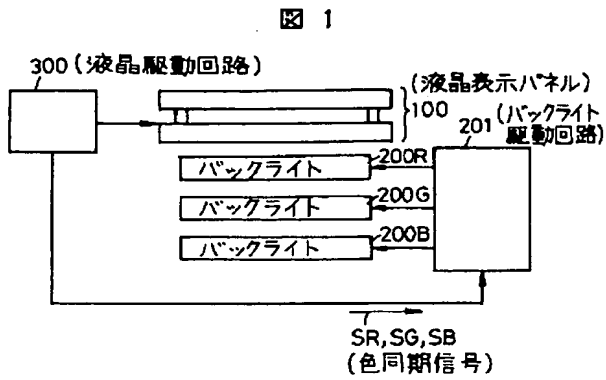 図 1
300(液晶駆動回路)
(液晶表示パネル)
100
201
(バックライト
駆動回路)
バックライト
200R
バックライト
200G
バックライト
200B
SR,SG,SB
(色同期信号)